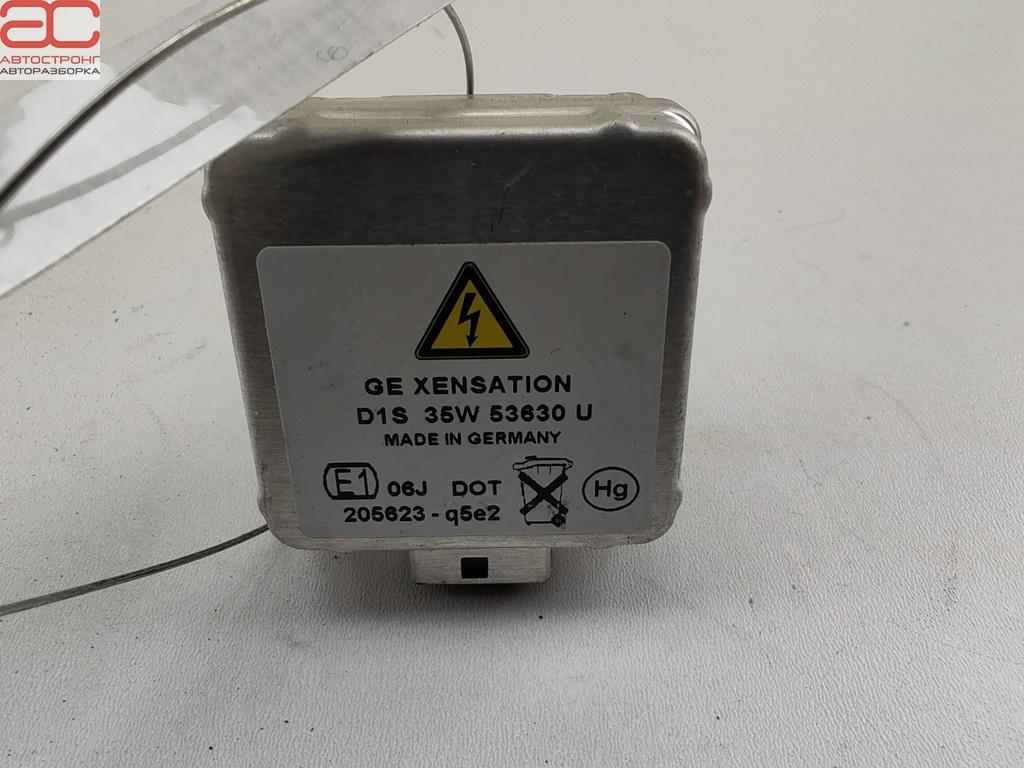 АС
АВТОСТРОНГ
АВТОРАЗБОРКА
GE XENSATION
D1S 35W 53630 U
MADE IN GERMANY
E1 06J DOT
205623 - q5e2
Hg